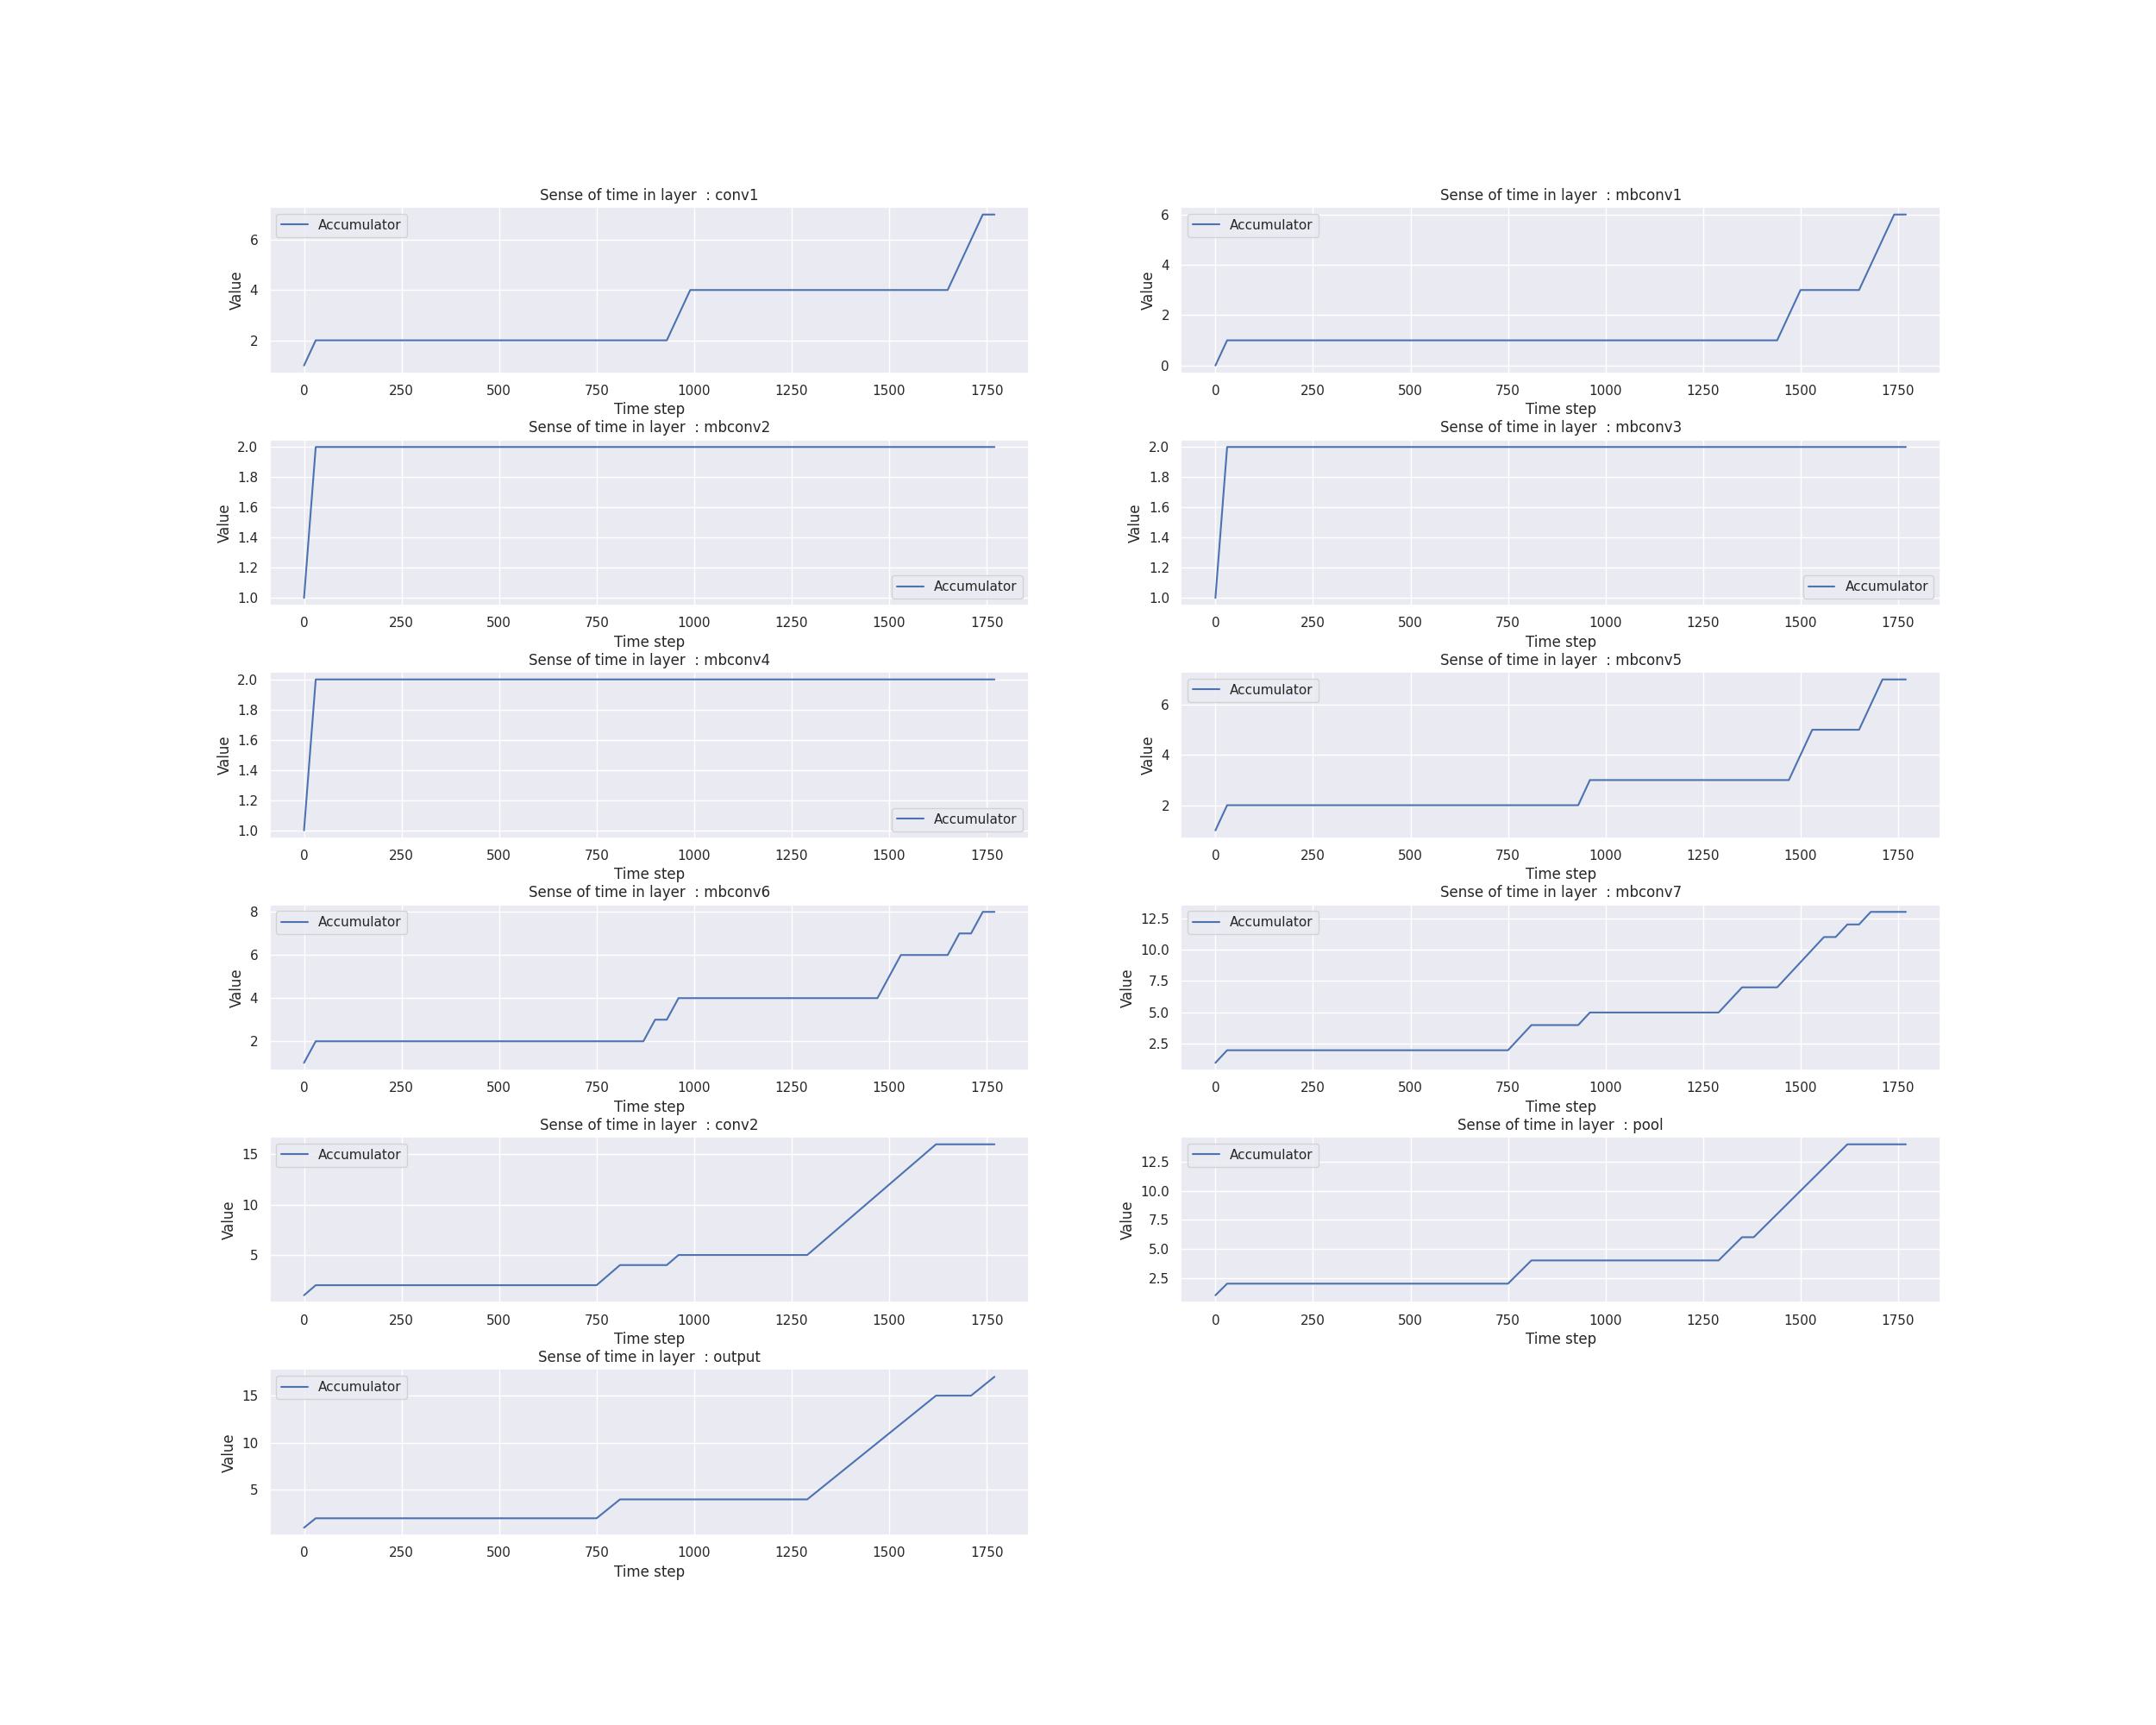 Sense of time in layer : conv1
Accumulator
6
4
2
Value
0 250 500 750 1000 1250 1500 1750
Time step
Sense of time in layer : mbconv1
Accumulator
6
4
2
0
Value
0 250 500 750 1000 1250 1500 1750
Time step
Sense of time in layer : mbconv2
2.0
1.8
1.6
1.4
1.2
1.0
Value
Accumulator
0 250 500 750 1000 1250 1500 1750
Time step
Sense of time in layer : mbconv3
2.0
1.8
1.6
1.4
1.2
1.0
Value
Accumulator
0 250 500 750 1000 1250 1500 1750
Time step
Sense of time in layer : mbconv4
2.0
1.8
1.6
1.4
1.2
1.0
Value
Accumulator
0 250 500 750 1000 1250 1500 1750
Time step
Sense of time in layer : mbconv5
Accumulator
6
4
2
Value
0 250 500 750 1000 1250 1500 1750
Time step
Sense of time in layer : mbconv6
Accumulator
8
6
4
2
Value
0 250 500 750 1000 1250 1500 1750
Time step
Sense of time in layer : mbconv7
Accumulator
12.5
10.0
7.5
5.0
2.5
Value
0 250 500 750 1000 1250 1500 1750
Time step
Sense of time in layer : conv2
Accumulator
15
10
5
Value
0 250 500 750 1000 1250 1500 1750
Time step
Sense of time in layer : pool
Accumulator
12.5
10.0
7.5
5.0
2.5
Value
0 250 500 750 1000 1250 1500 1750
Time step
Sense of time in layer : output
Accumulator
15
10
5
Value
0 250 500 750 1000 1250 1500 1750
Time step